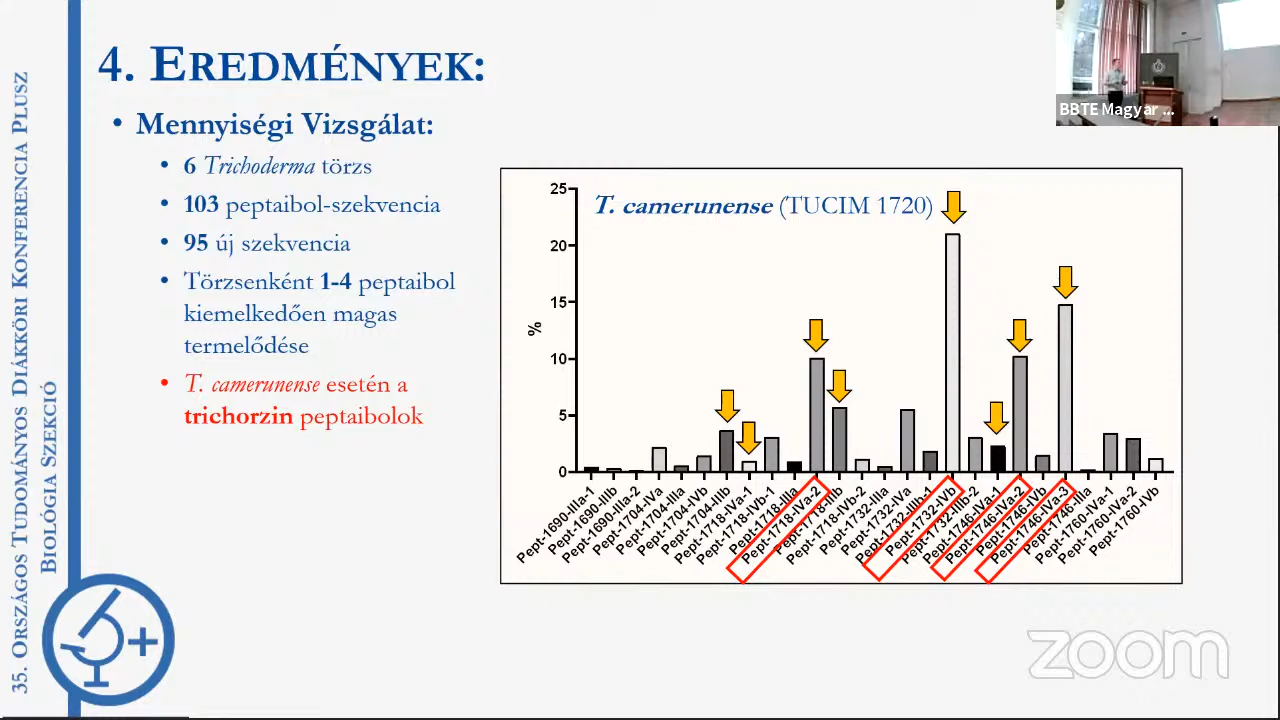 35. ORSZÁGOS TUDOMÁNYOS DIÁKKÖRI KONFERENCIA PLUSZ
BIOLÓGIA SZEKCIÓ
4. EREDMÉNYEK:
• Mennyiségi Vizsgálat:
• 6 Trichoderma törzs
• 103 peptaibol-szekvencia
• 95 új szekvencia
• Törzsenként 1-4 peptaibol
kiemelkedően magas
termelődése
• T. camerunense esetén a
trichorzin peptaibolok
BBTE Magyar ...
T. camerunense (TUCIM 1720)
%
25
20
15
10
5
0
Pept-1690-IIIa-1
Pept-1690-IIIb
Pept-1690-IIIa-2
Pept-1704-IVa
Pept-1704-IIIa
Pept-1704-IVb
Pept-1704-IIIb
Pept-1718-IVa-1
Pept-1718-IVb-1
Pept-1718-IIIa
Pept-1718-IVa-2
Pept-1718-IIIb
Pept-1718-IVb-2
Pept-1732-IIIa
Pept-1732-IVa
Pept-1732-IIIb-1
Pept-1732-IVb
Pept-1732-IIIb-2
Pept-1746-IVa-1
Pept-1746-IVa-2
Pept-1746-IVb
Pept-1746-IVa-3
Pept-1746-IIIa
Pept-1760-IVa-1
Pept-1760-IVa-2
Pept-1760-IVb
zoom